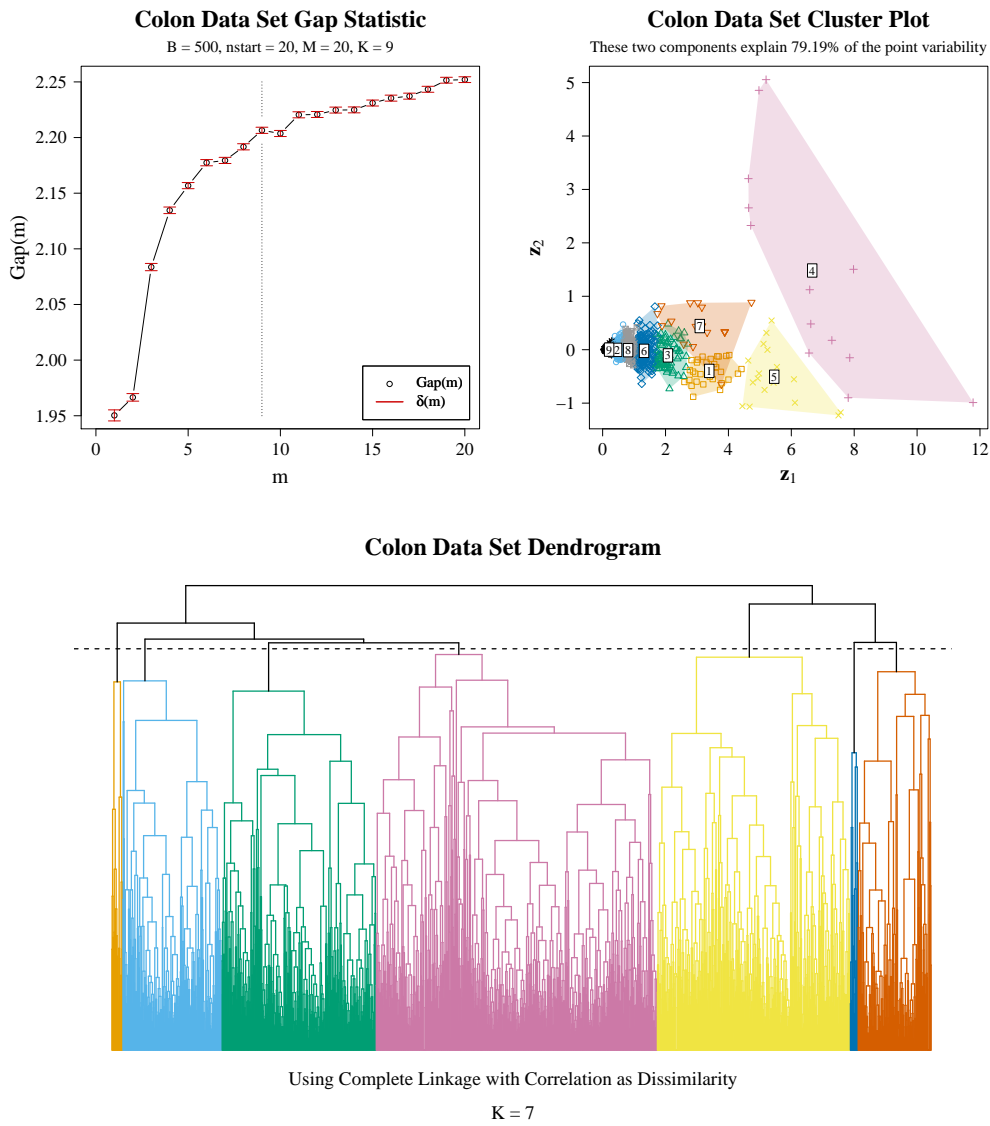 Colon Data Set Gap Statistic
B = 500, nstart = 20, M = 20, K = 9
2.25
2.20
2.15
2.10
2.05
2.00
1.95
Gap(m)
Gap(m)
δ(m)
0 5 10 15 20
m
Colon Data Set Cluster Plot
These two components explain 79.19% of the point variability
5
4
3
2
1
0
−1
z₂
4
7
9 2 8 6 3
1
5
0 2 4 6 8 10 12
z₁
Colon Data Set Dendrogram
Using Complete Linkage with Correlation as Dissimilarity
K = 7